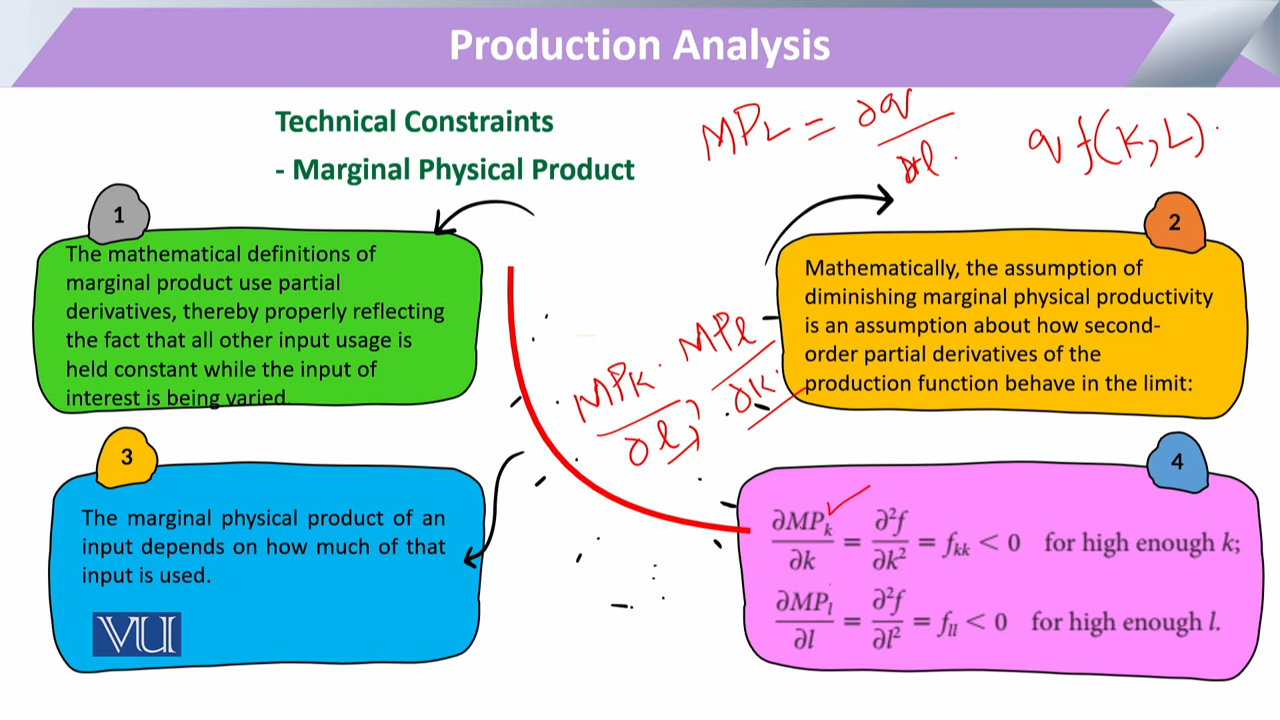 Production Analysis
Technical Constraints
- Marginal Physical Product
MPL = ∂q/∂l.
q f(K, L).
1
The mathematical definitions of
marginal product use partial
derivatives, thereby properly reflecting
the fact that all other input usage is
held constant while the input of
interest is being varied.
2
Mathematically, the assumption of
diminishing marginal physical productivity
is an assumption about how second-
order partial derivatives of the
production function behave in the limit:
MPk/∂l, MPl/∂k.
3
The marginal physical product of an
input depends on how much of that
input is used.
VU
4
∂MPk/∂k = ∂²f/∂k² = fkk < 0 for high enough k;
∂MPl/∂l = ∂²f/∂l² = fll < 0 for high enough l.